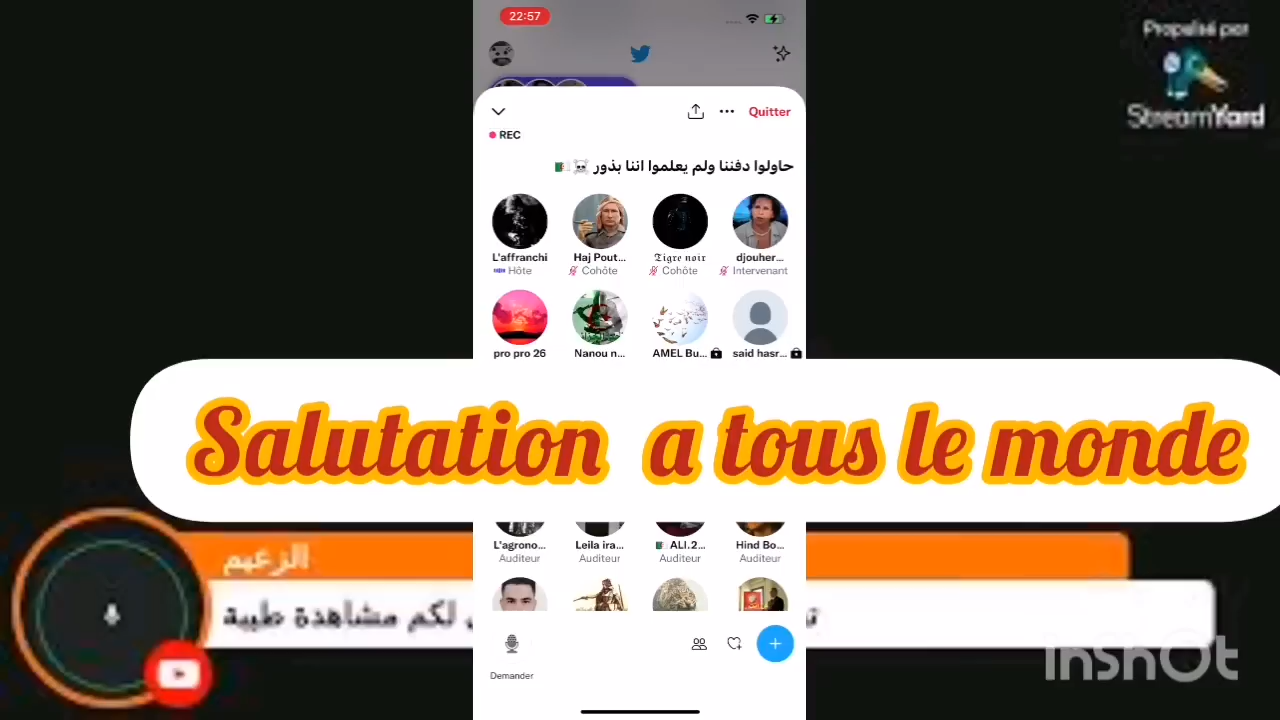 22:57
Propulsé par
StreamYard
Quitter
REC
حاولوا دفننا ولم يعلموا اننا بذور ☠️ 🇩🇿
L'affranchi
Haj Pout...
𝔗𝔦𝔤𝔯𝔢 𝔫𝔬𝔦𝔯
djouher...
Hôte
Cohôte
Cohôte
Intervenant
pro pro 26
Nanou n...
AMEL Bu...
said hasr...
Salutation a tous le monde
L'agrono...
Leila ira...
🇩🇿 ALI.2...
Hind Bo...
Auditeur
Auditeur
Auditeur
Auditeur
الزعيم
لكم مشاهدة طيبة
Demander
InShOt